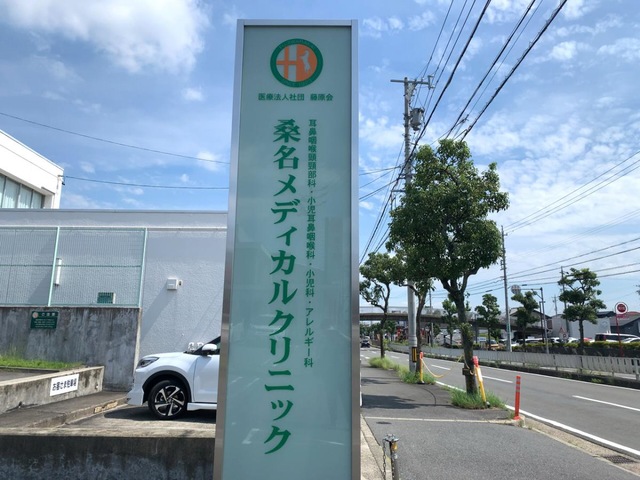 医療法人社団 藤原会
耳鼻咽喉頭頸部科・小児耳鼻咽喉科・小児科・アレルギー科
桑名メディカルクリニック